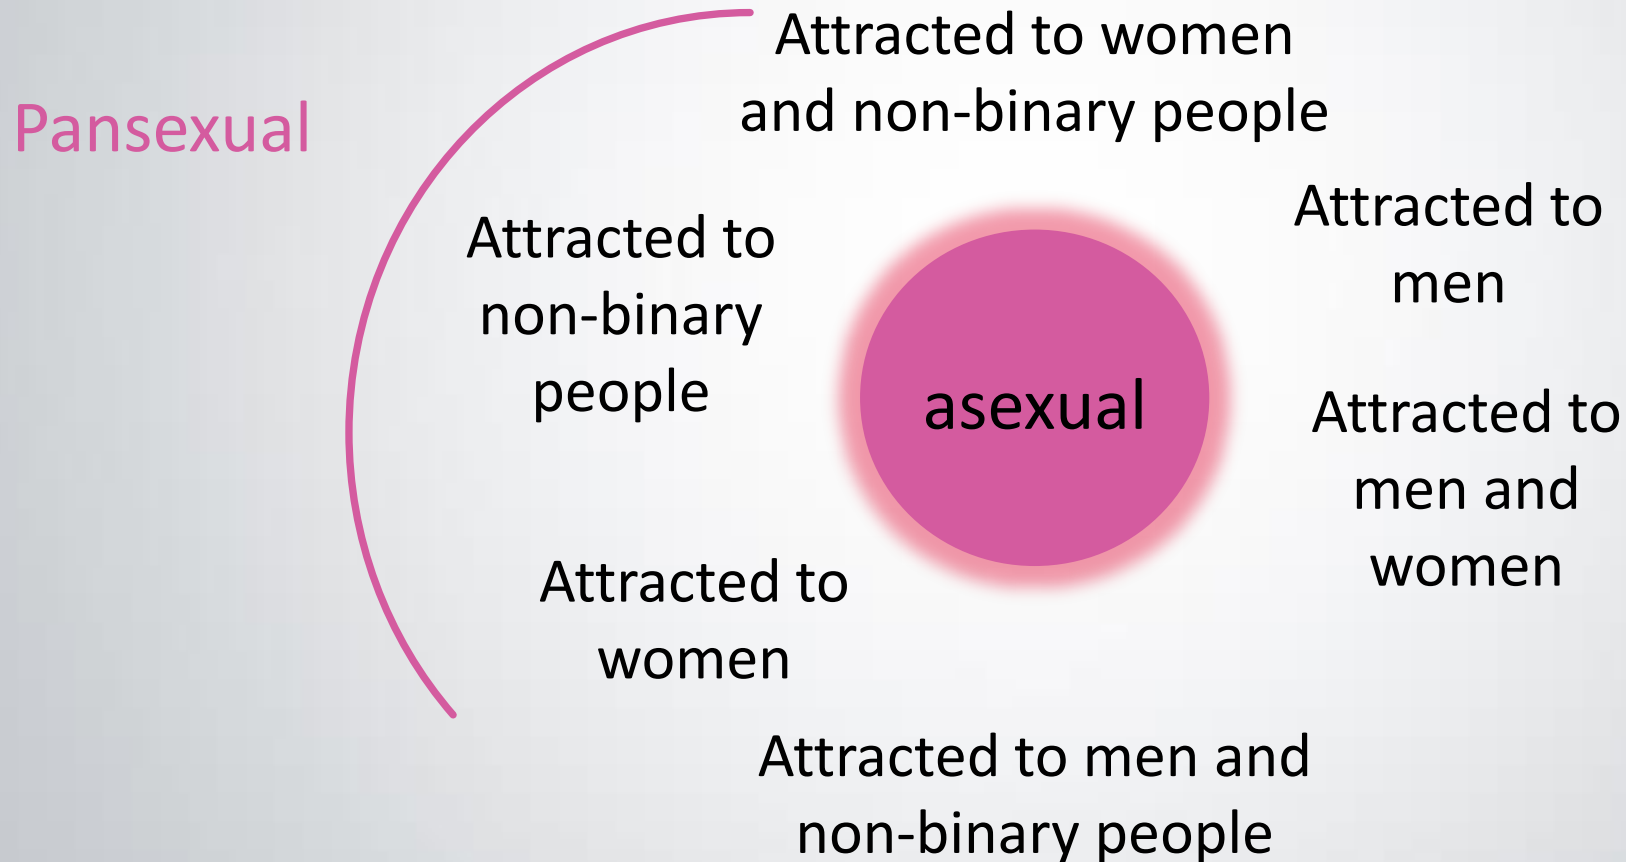 Attracted to women
and non-binary people
Pansexual
Attracted to
men
Attracted to
non-binary
people
asexual
Attracted to
men and
women
Attracted to
women
Attracted to men and
non-binary people